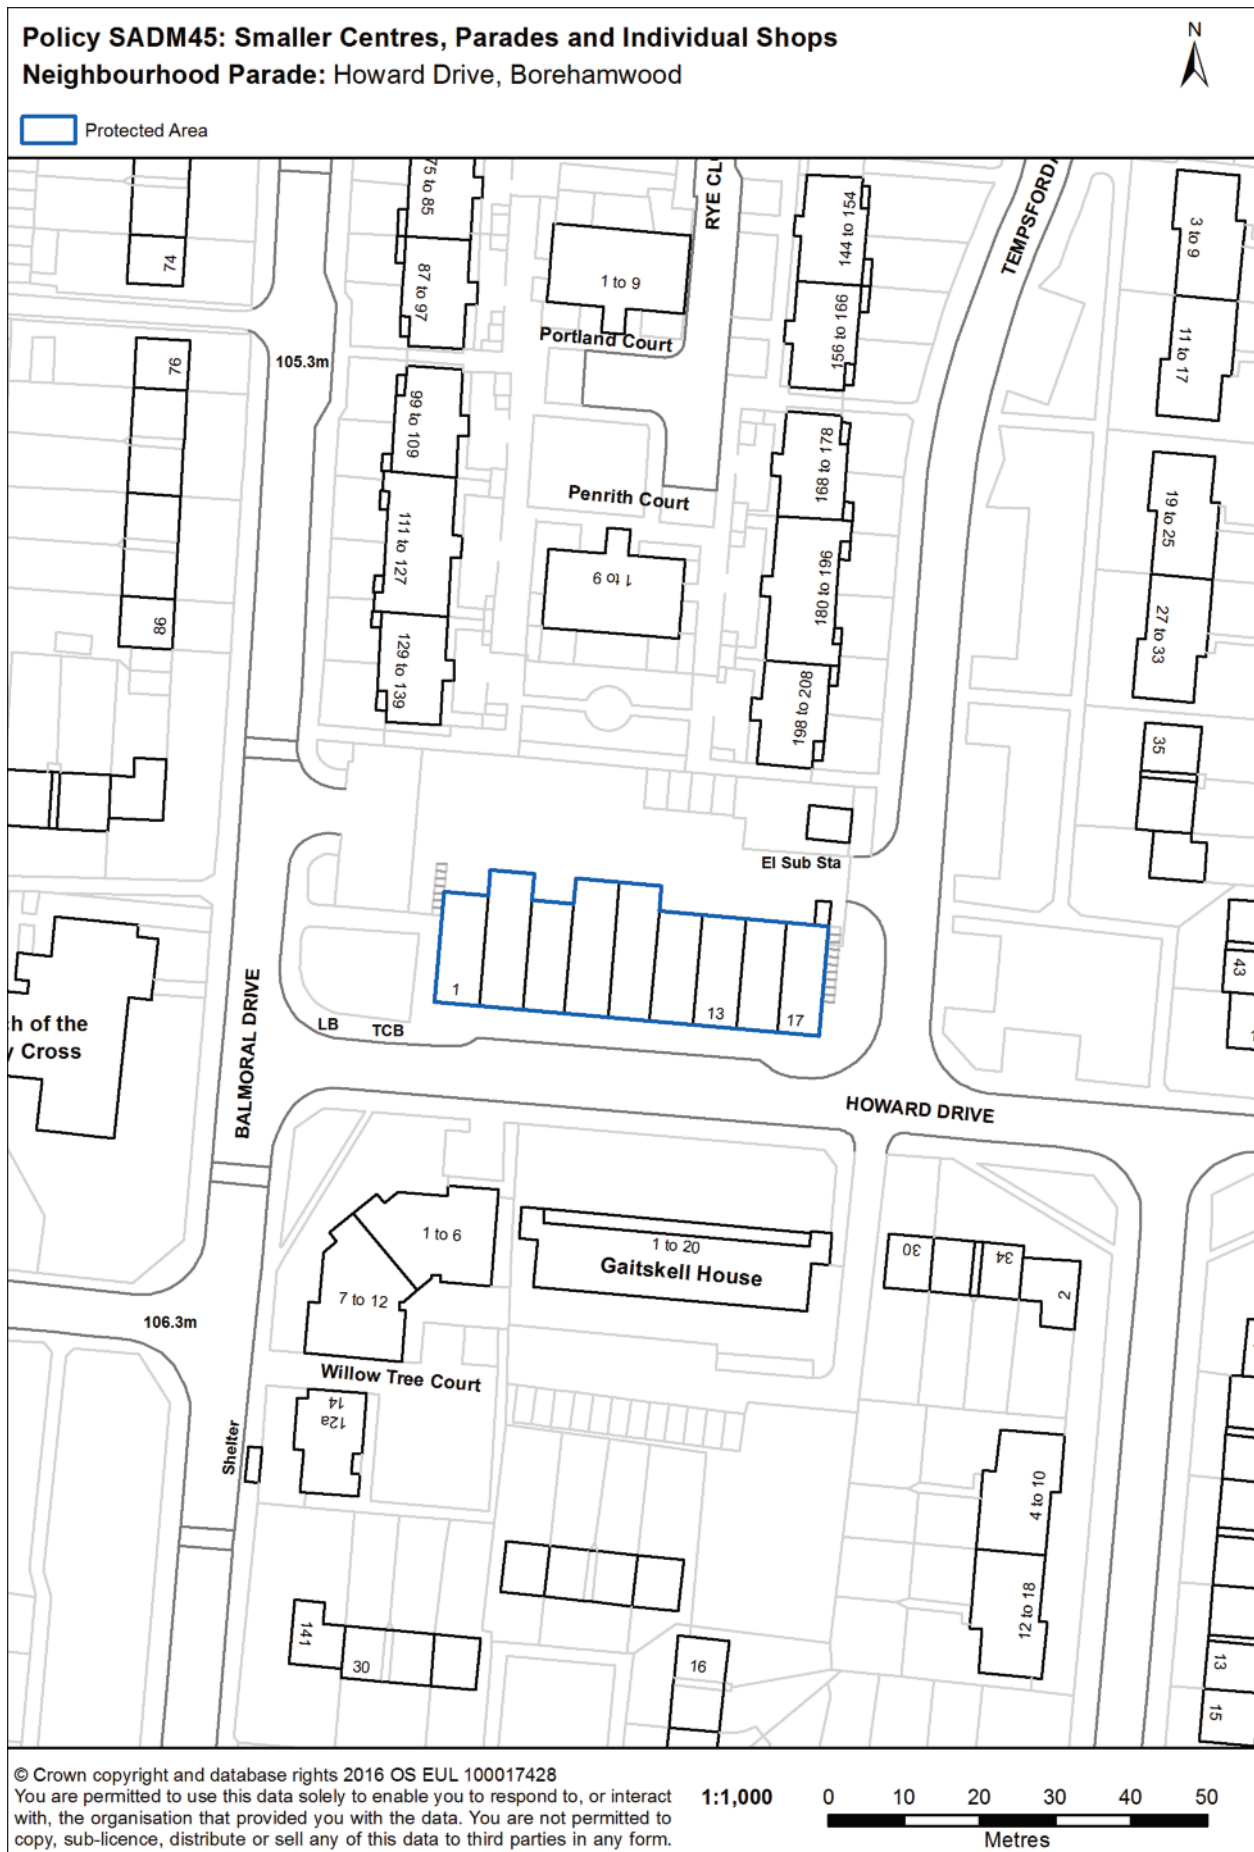 Policy SADM45: Smaller Centres, Parades and Individual Shops
Neighbourhood Parade: Howard Drive, Borehamwood
N
Protected Area
75 to 85
RYE CL
144 to 154
TEMPSFORD
3 to 9
74
87 to 97
1 to 9
Portland Court
156 to 166
11 to 17
76
105.3m
99 to 109
168 to 178
Penrith Court
19 to 25
111 to 127
1 to 9
180 to 196
86
27 to 33
129 to 139
198 to 208
35
El Sub Sta
43
1
13
17
LB
TCB
ch of the
y Cross
BALMORAL DRIVE
HOWARD DRIVE
1 to 6
1 to 20
Gaitskell House
30
34
2
7 to 12
106.3m
Willow Tree Court
14
12a
Shelter
4 to 10
12 to 18
141
30
16
13
15
© Crown copyright and database rights 2016 OS EUL 100017428
You are permitted to use this data solely to enable you to respond to, or interact
with, the organisation that provided you with the data. You are not permitted to
copy, sub-licence, distribute or sell any of this data to third parties in any form.
1:1,000
0 10 20 30 40 50
Metres